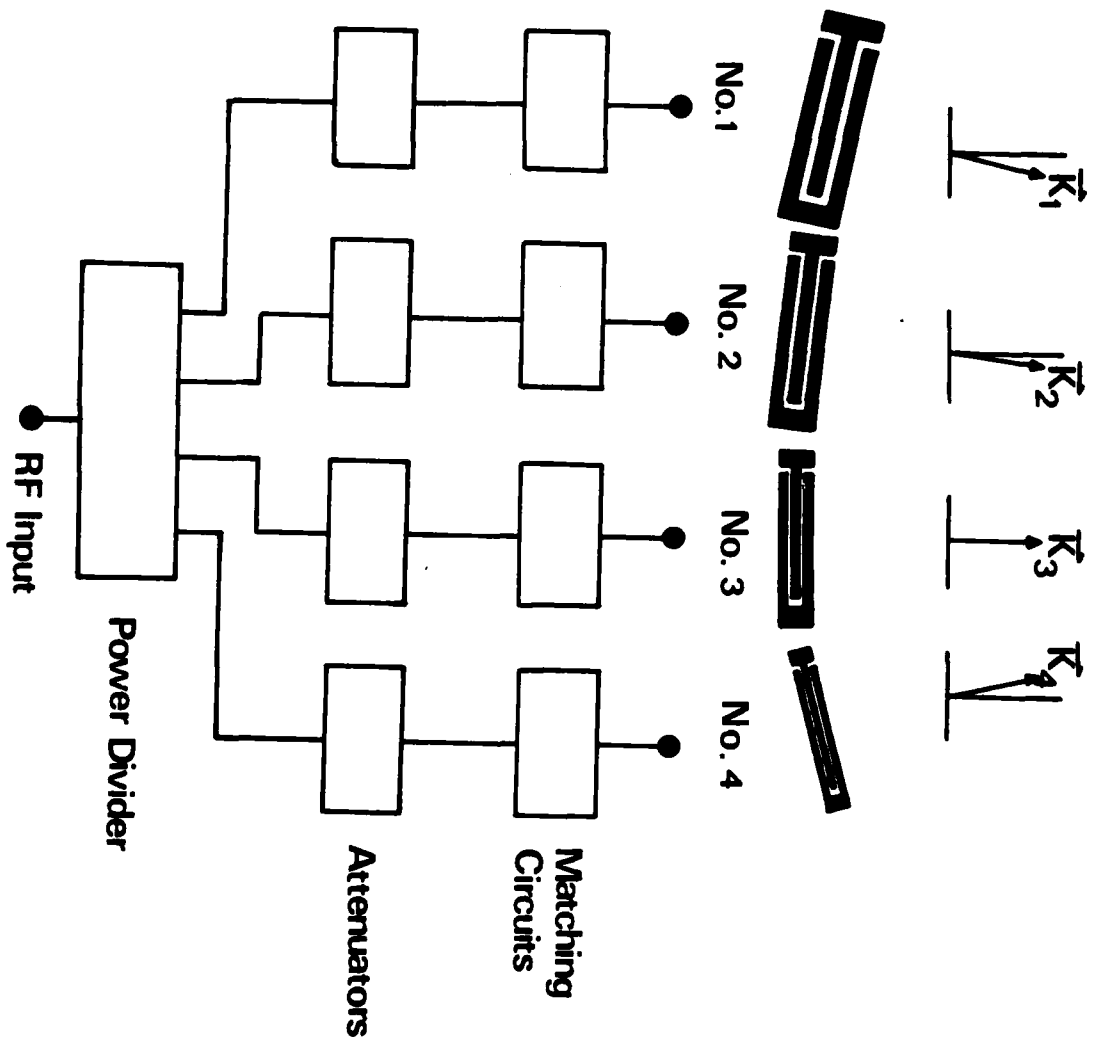 K₁
K₂
K₃
K₄
No.1
No. 2
No. 3
No. 4
Matching
Circuits
Attenuators
Power Divider
RF Input